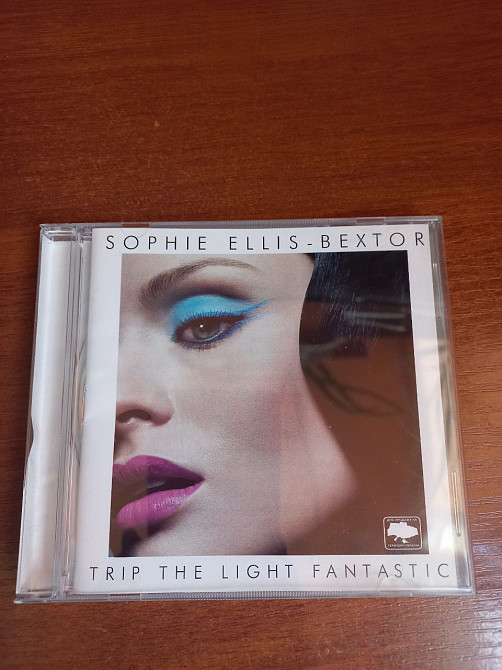 SOPHIE ELLIS-BEXTOR
TRIP THE LIGHT FANTASTIC